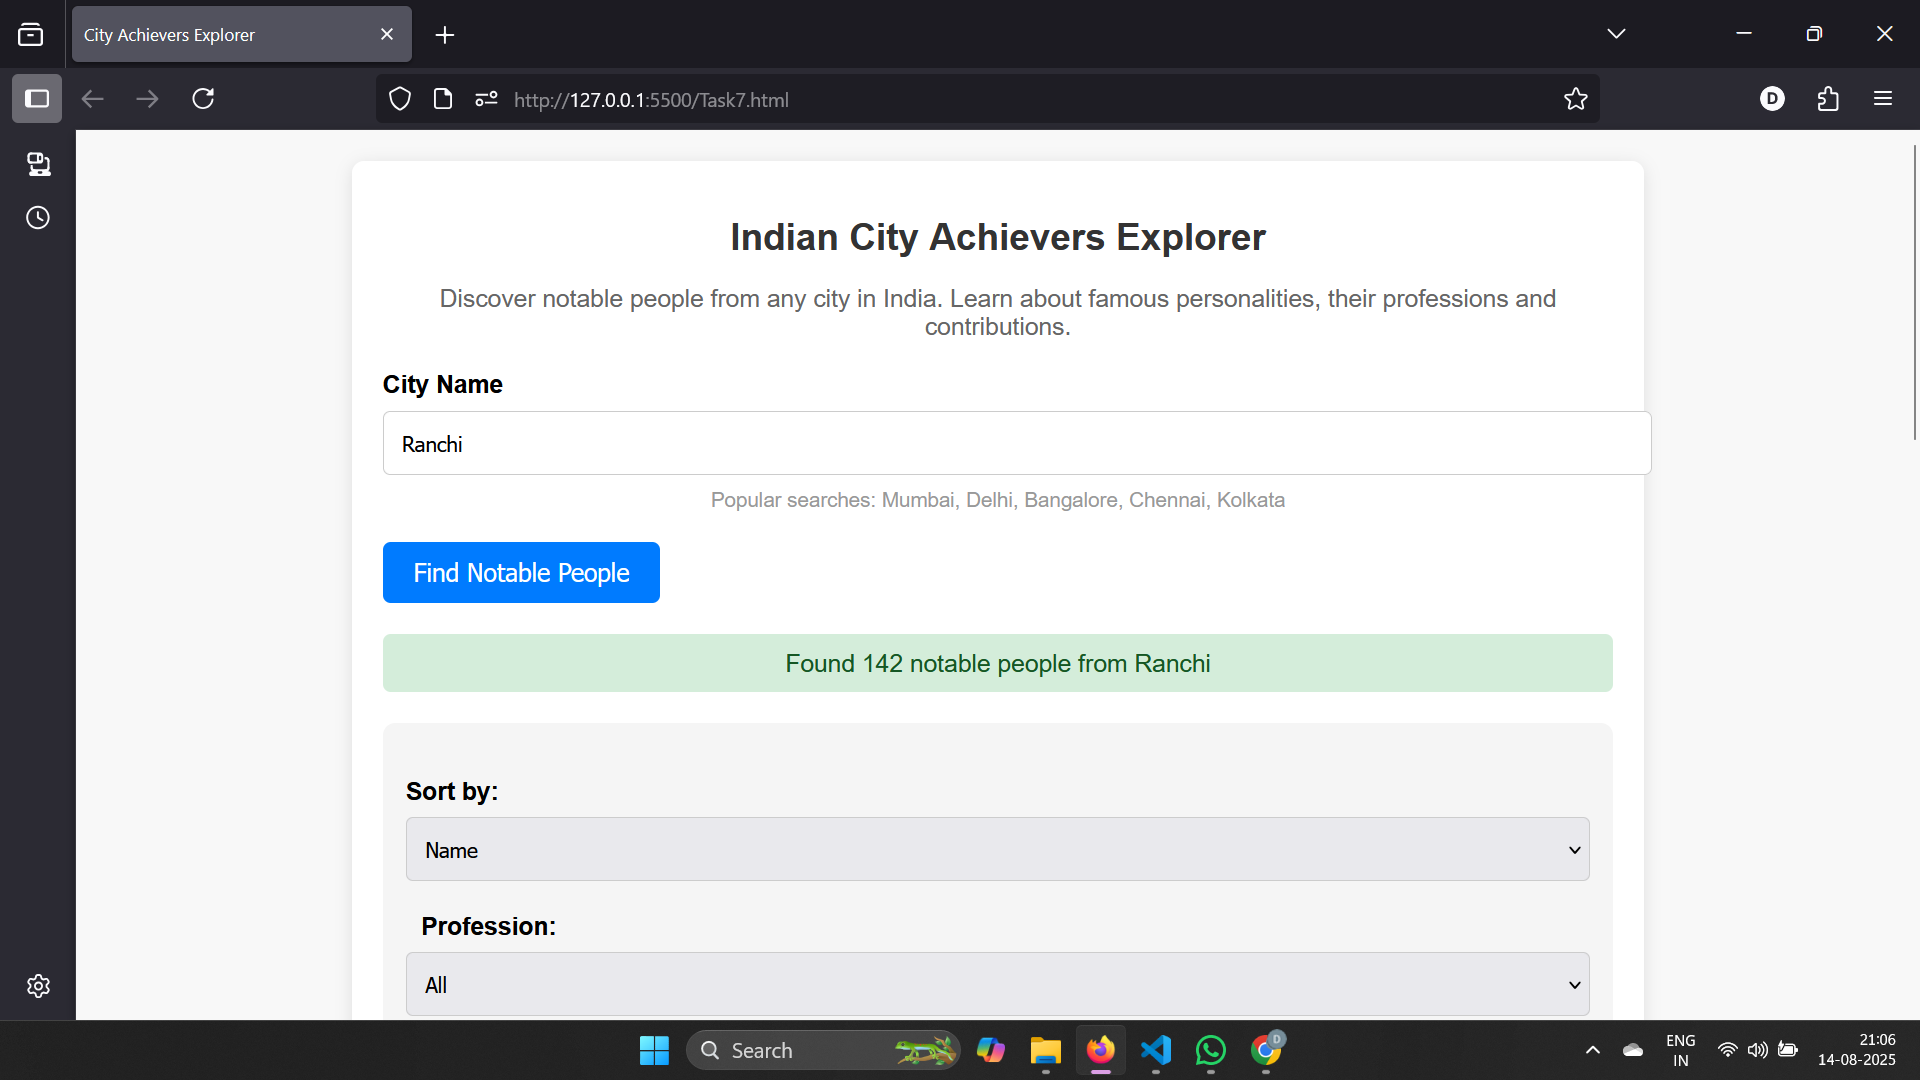 City Achievers Explorer
http://127.0.0.1:5500/Task7.html
D
Indian City Achievers Explorer
Discover notable people from any city in India. Learn about famous personalities, their professions and
contributions.
City Name
Ranchi
Popular searches: Mumbai, Delhi, Bangalore, Chennai, Kolkata
Find Notable People
Found 142 notable people from Ranchi
Sort by:
Name
Profession:
All
Search
D
ENG
IN
21:06
14-08-2025